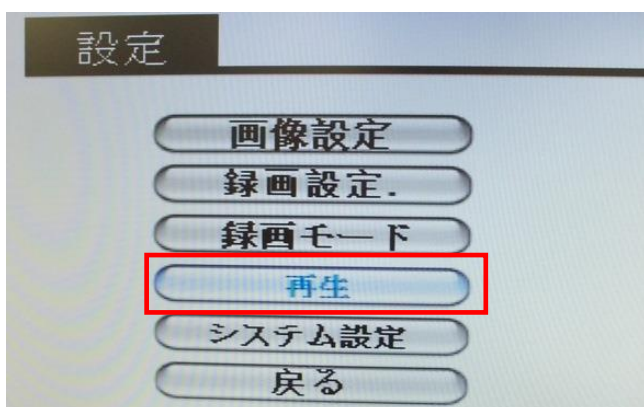 設定
画像設定
録画設定.
録画モード
再生
システム設定
戻る